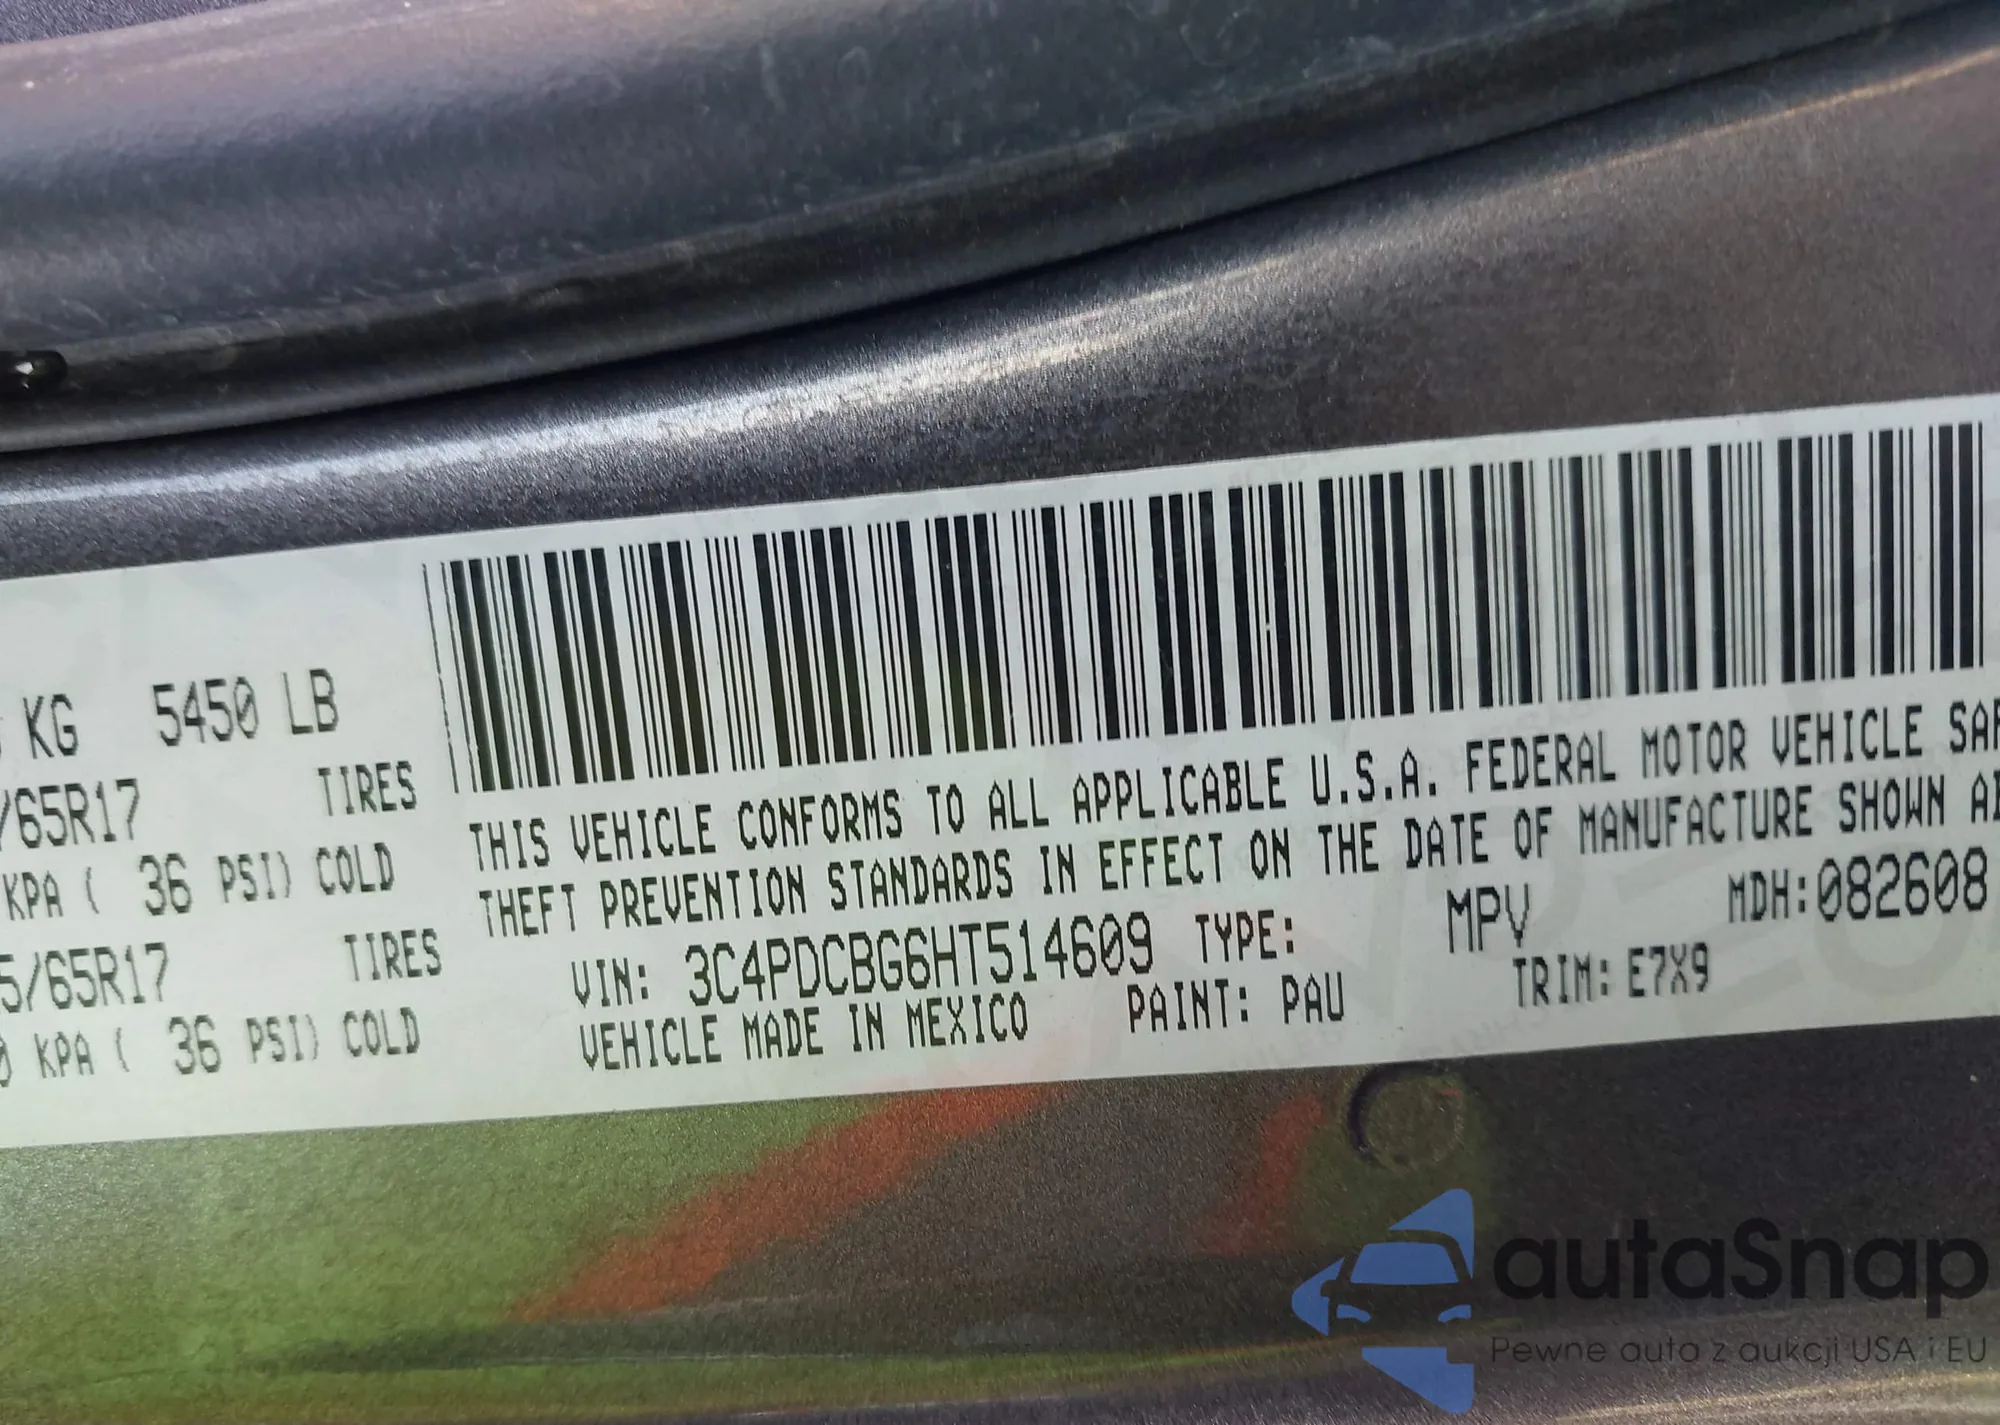 KG 5450 LB
/65R17 TIRES
KPA ( 36 PSI) COLD
5/65R17 TIRES
0 KPA ( 36 PSI) COLD
THIS VEHICLE CONFORMS TO ALL APPLICABLE U.S.A. FEDERAL MOTOR VEHICLE SAF
THEFT PREVENTION STANDARDS IN EFFECT ON THE DATE OF MANUFACTURE SHOWN A
VIN: 3C4PDCBG6HT514609 TYPE: MPV MDH:082608
VEHICLE MADE IN MEXICO PAINT: PAU TRIM: E7X9
autaSnap
Pewne auta z aukcji USA i EU